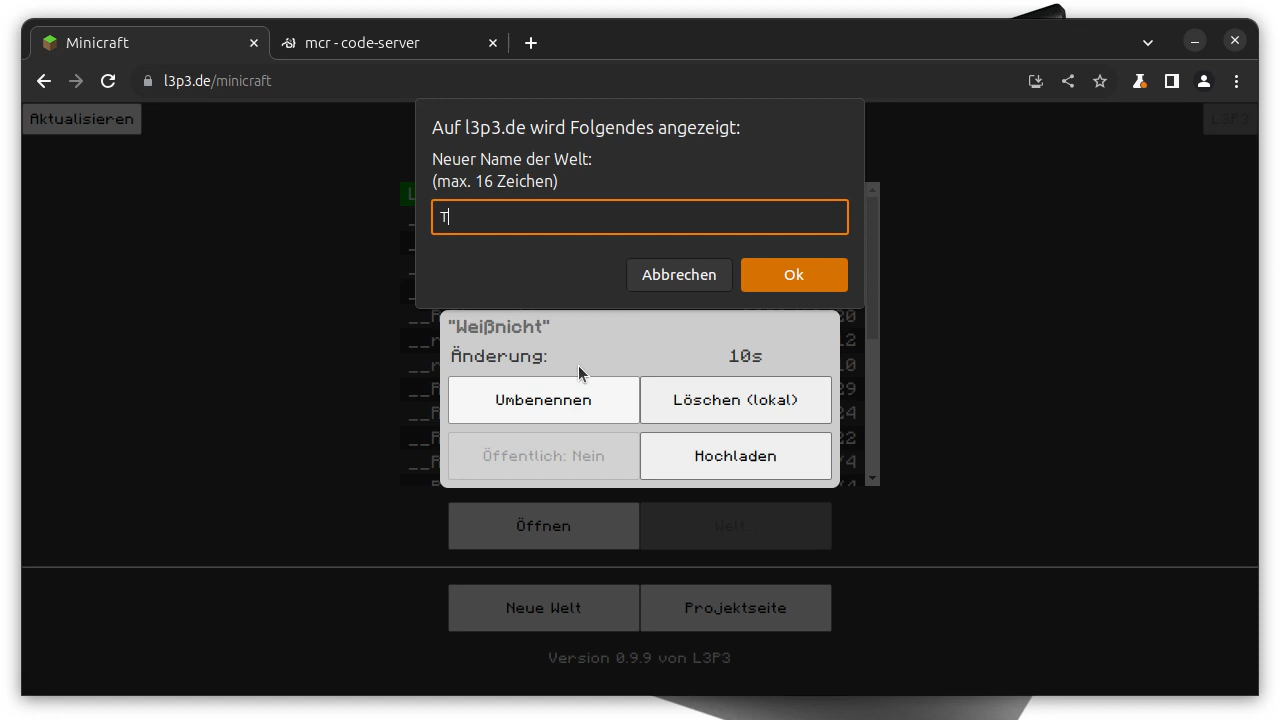 Minicraft
mcr - code-server
l3p3.de/minicraft
Aktualisieren
L3P3
Auf l3p3.de wird Folgendes angezeigt:
Neuer Name der Welt:
(max. 16 Zeichen)
T
Abbrechen
Ok
"Weißnicht"
Änderung:
10s
Umbenennen
Löschen (lokal)
Öffentlich: Nein
Hochladen
Öffnen
Welt..
Neue Welt
Projektseite
Version 0.9.9 von L3P3